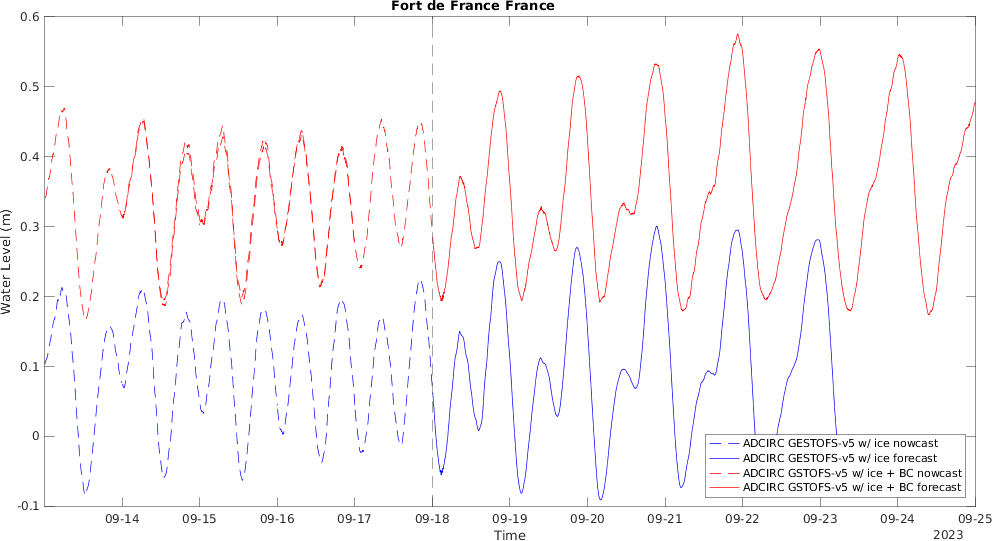 Fort de France France
0.6
0.5
0.4
0.3
0.2
0.1
0
-0.1
Water Level (m)
09-14 09-15 09-16 09-17 09-18 09-19 09-20 09-21 09-22 09-23 09-24 09-25
Time
2023
ADCIRC GESTOFS-v5 w/ ice nowcast
ADCIRC GESTOFS-v5 w/ ice forecast
ADCIRC GSTOFS-v5 w/ ice + BC nowcast
ADCIRC GSTOFS-v5 w/ ice + BC forecast